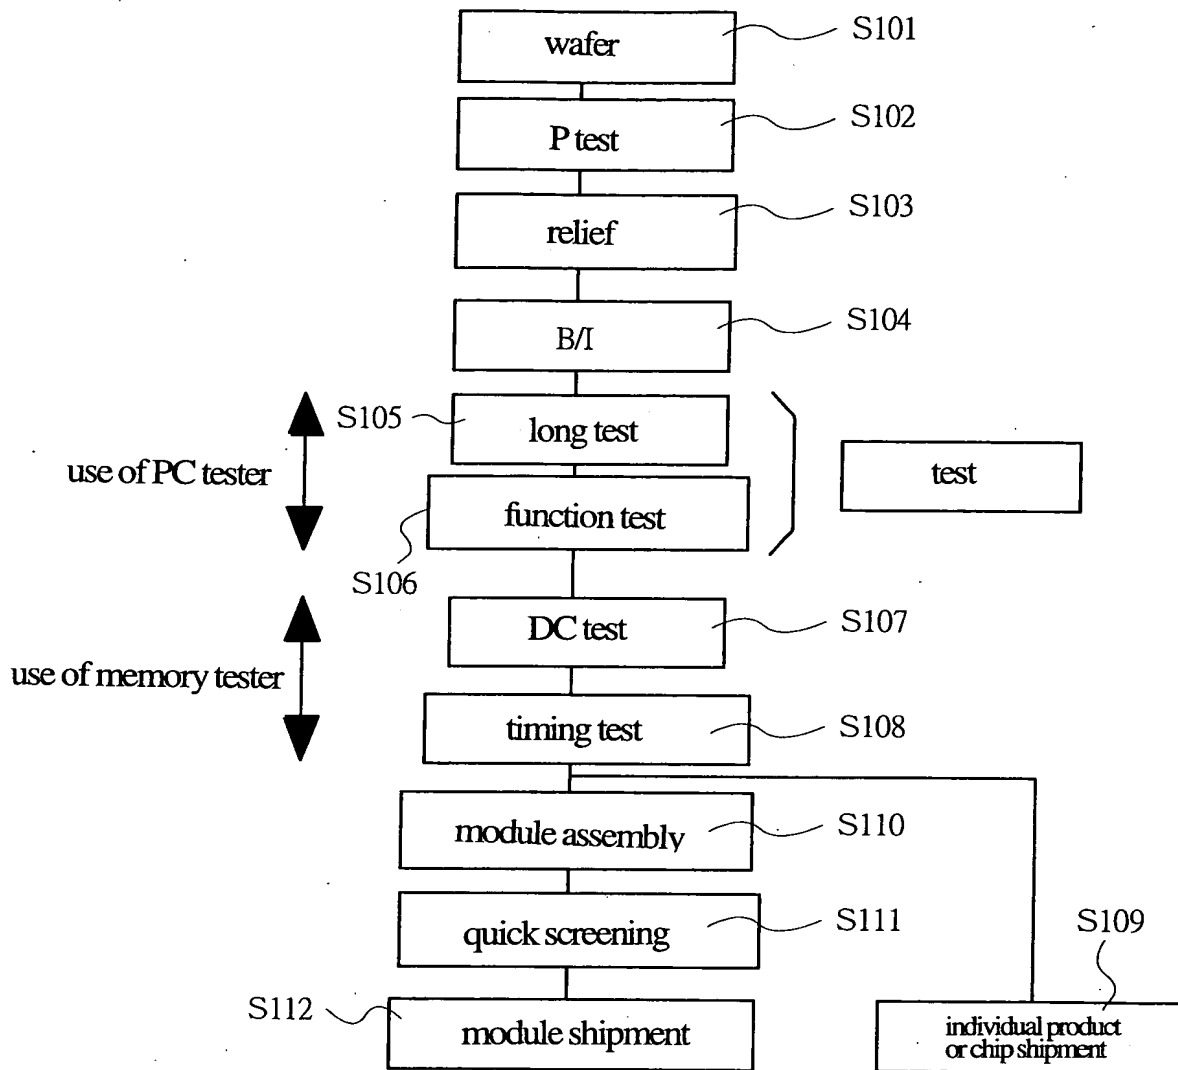 wafer
S101
P test
S102
relief
S103
B/I
S104
S105
long test
use of PC tester
test
function test
S106
DC test
S107
use of memory tester
timing test
S108
module assembly
S110
quick screening
S111
S109
S112
module shipment
individual product
or chip shipment